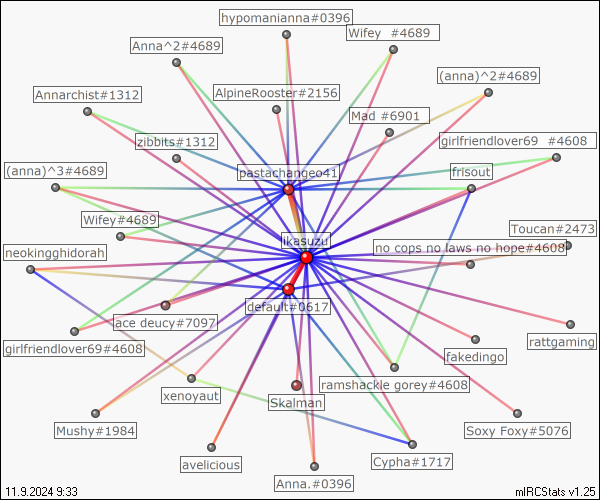 hypomanianna#0396
Wifey  #4689
Anna^2#4689
(anna)^2#4689
Annarchist#1312
AlpineRooster#2156
Mad #6901
zibbits#1312
girlfriendlover69  #4608
(anna)^3#4689
pastachangeo41
frisout
Wifey#4689
Toucan#2473
ikasuzu
no cops no laws no hope#4608
neokingghidorah
default#0617
ace deucy#7097
rattgaming
girlfriendlover69#4608
fakedingo
ramshackle gorey#4608
xenoyaut
Skalman
Mushy#1984
Soxy Foxy#5076
avelicious
Cypha#1717
Anna.#0396
11.9.2024 9:33
mIRCStats v1.25